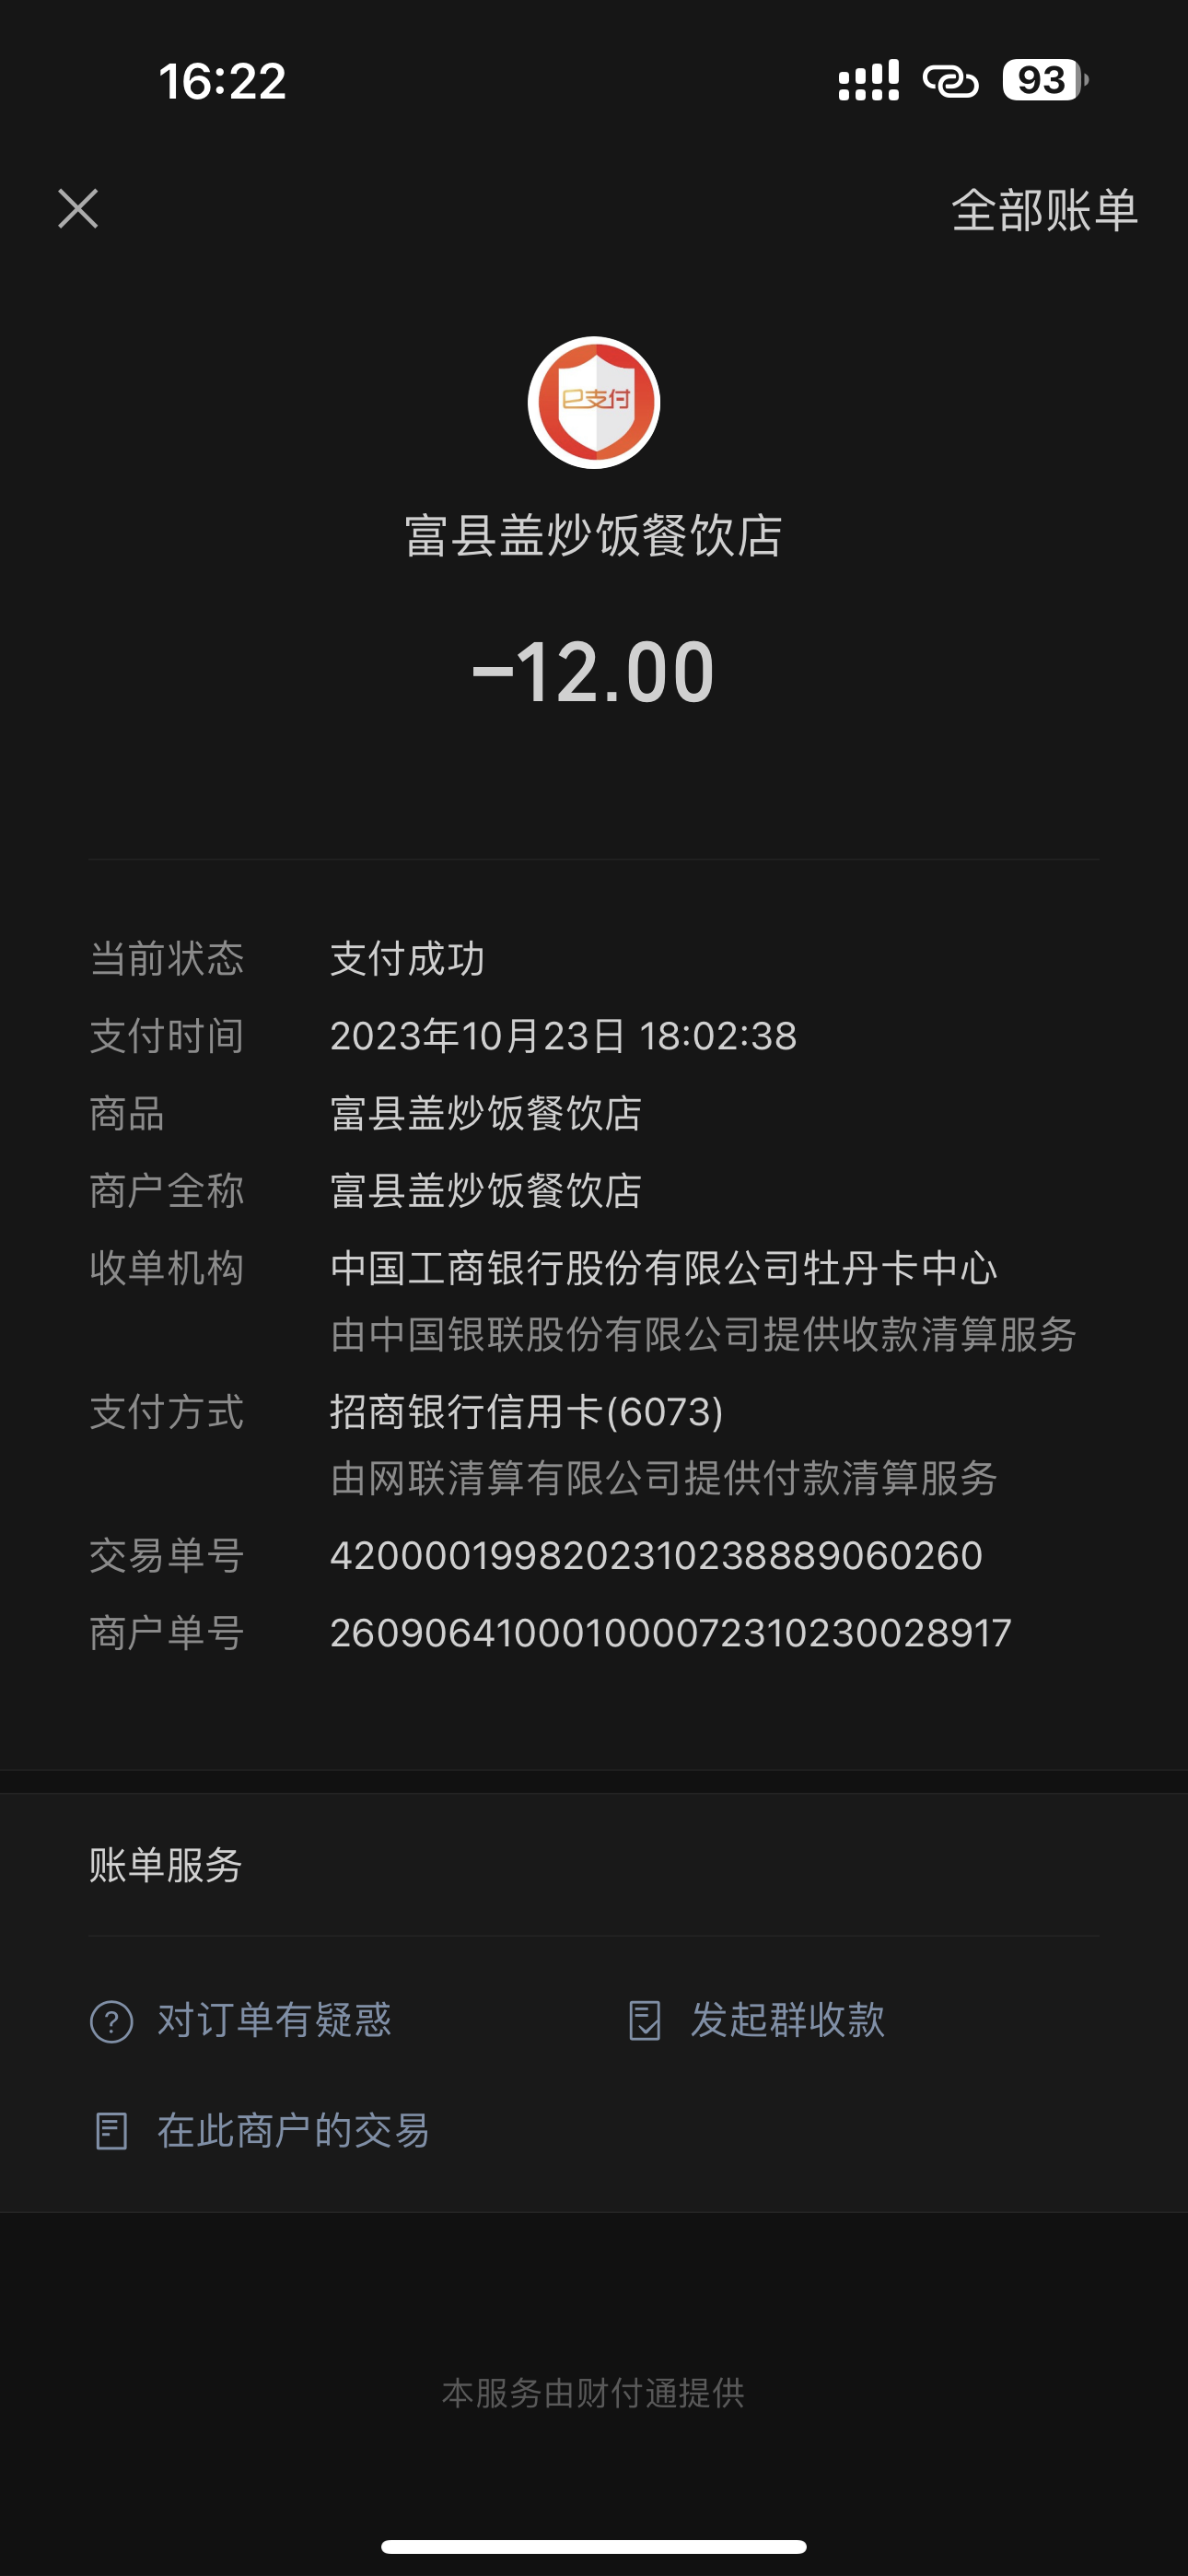 16:22
93
全部账单
已支付
富县盖炒饭餐饮店
-12.00
当前状态 支付成功
支付时间 2023年10月23日 18:02:38
商品 富县盖炒饭餐饮店
商户全称 富县盖炒饭餐饮店
收单机构 中国工商银行股份有限公司牡丹卡中心
由中国银联股份有限公司提供收款清算服务
支付方式 招商银行信用卡(6073)
由网联清算有限公司提供付款清算服务
交易单号 4200001998202310238889060260
商户单号 26090641000100007231023002​8917
账单服务
对订单有疑惑 发起群收款
在此商户的交易
本服务由财付通提供